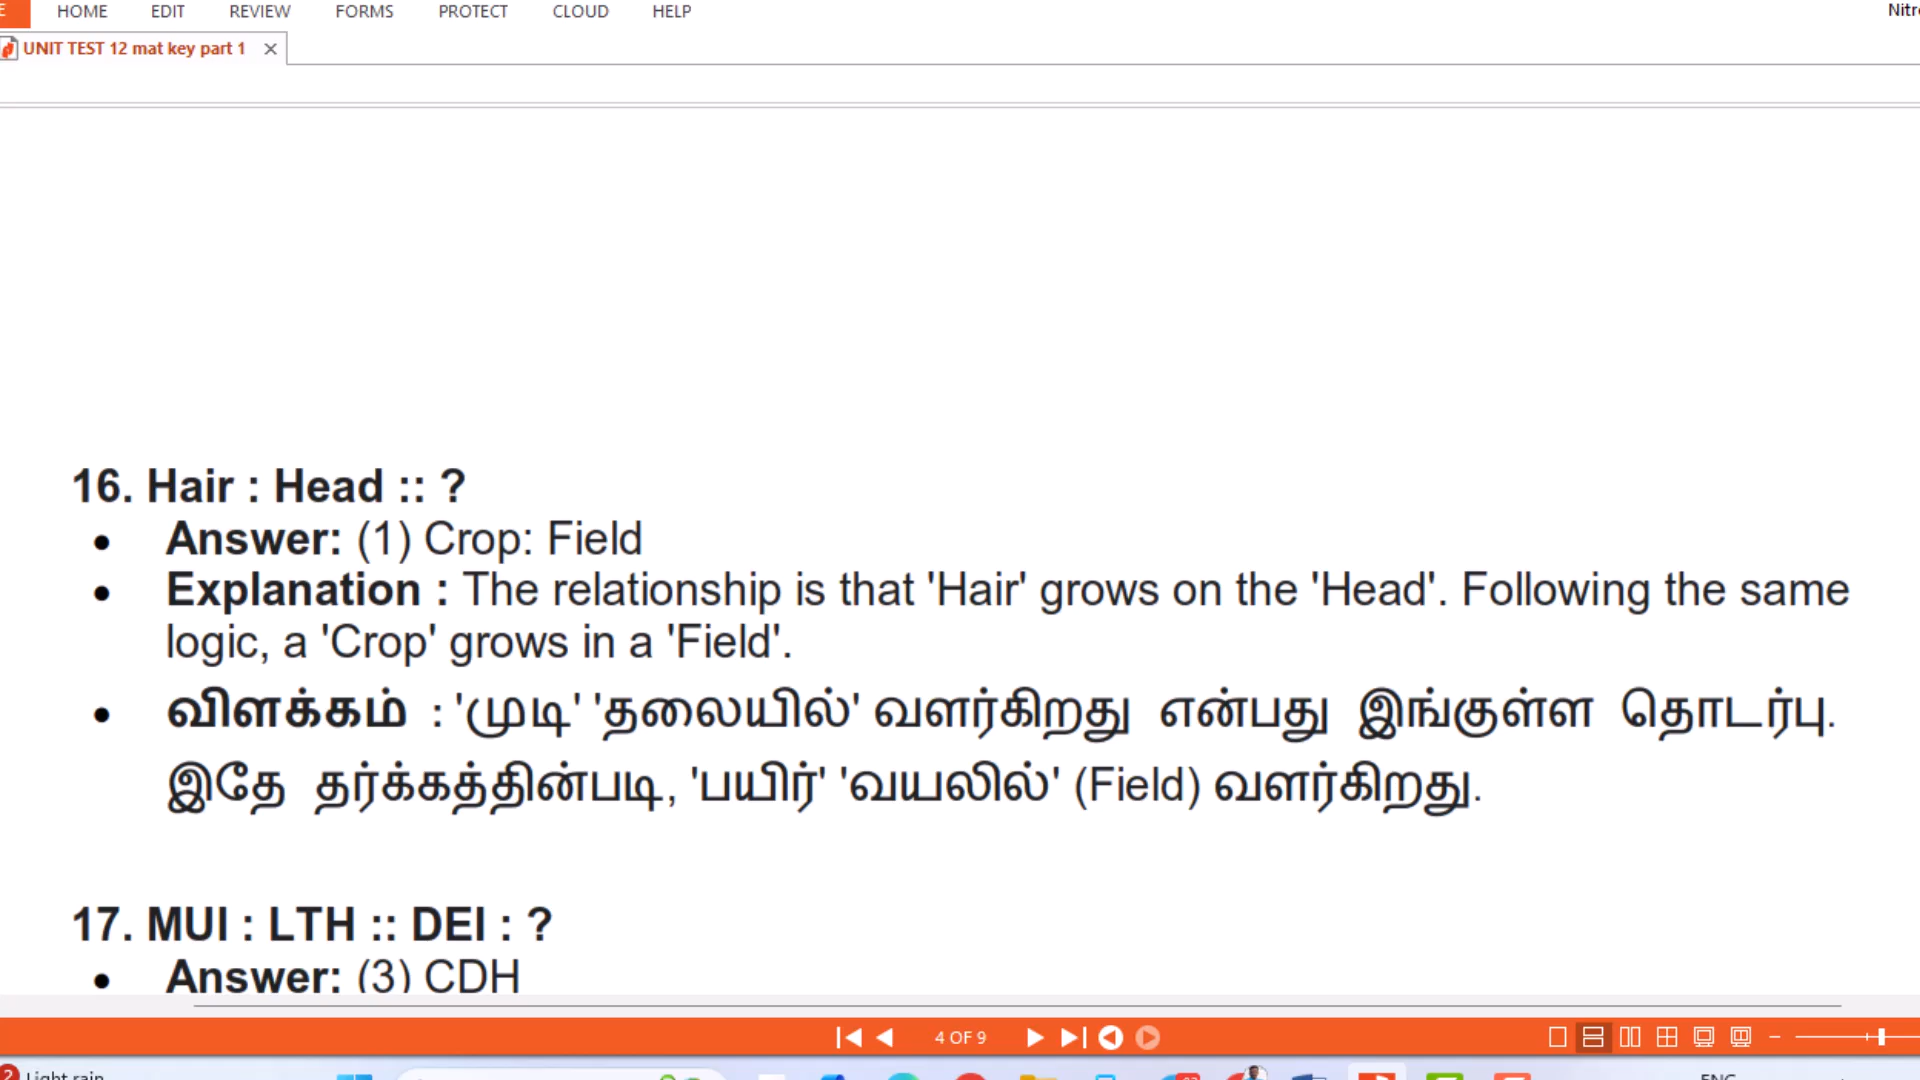 HOME EDIT REVIEW FORMS PROTECT CLOUD HELP
UNIT TEST 12 mat key part 1
16. Hair : Head :: ?
• Answer: (1) Crop: Field
• Explanation : The relationship is that 'Hair' grows on the 'Head'. Following the same
logic, a 'Crop' grows in a 'Field'.
• விளக்கம் : 'முடி' 'தலையில்' வளர்கிறது என்பது இங்குள்ள தொடர்பு.
இதே தர்க்கத்தின்படி, 'பயிர்' 'வயலில்' (Field) வளர்கிறது.
17. MUI : LTH :: DEI : ?
• Answer: (3) CDH
4 OF 9
2 Light rain